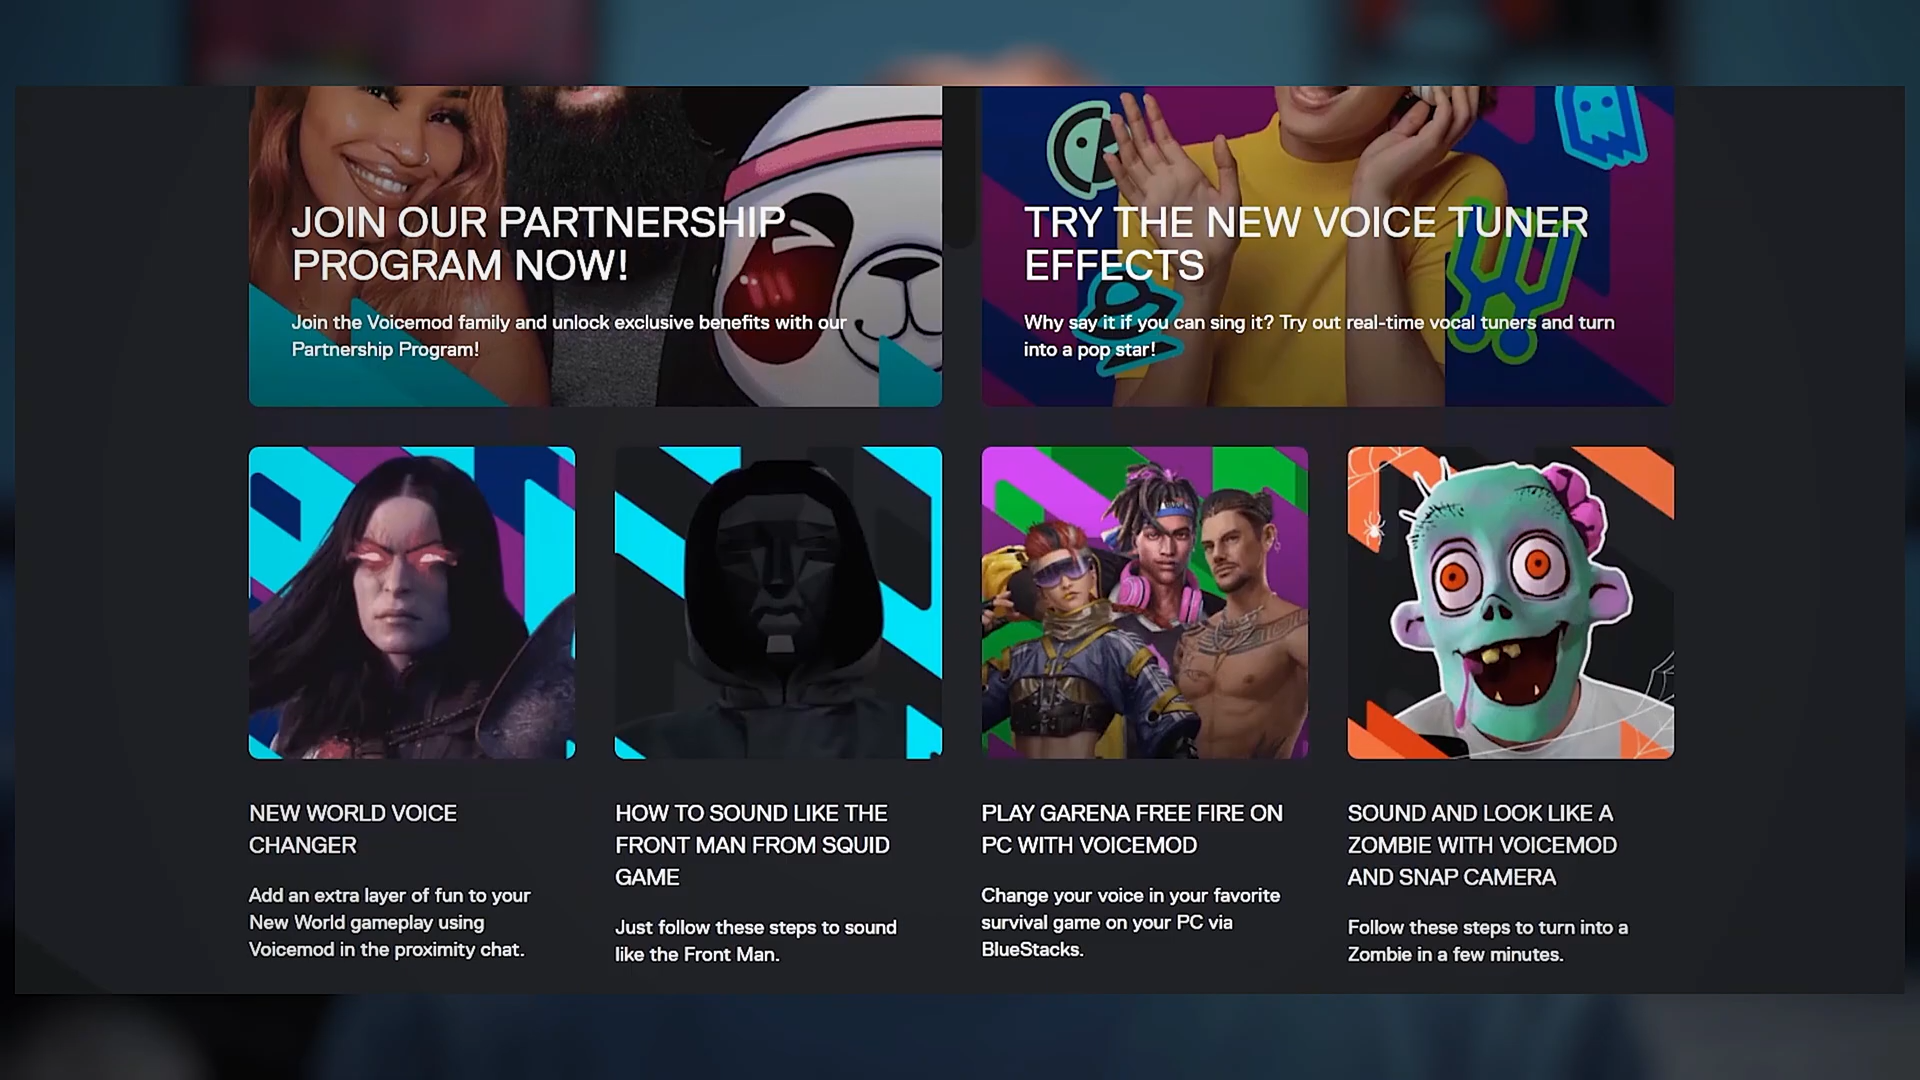 JOIN OUR PARTNERSHIP
PROGRAM NOW!
Join the Voicemod family and unlock exclusive benefits with our
Partnership Program!
TRY THE NEW VOICE TUNER
EFFECTS
Why say it if you can sing it? Try out real-time vocal tuners and turn
into a pop star!
NEW WORLD VOICE
CHANGER
Add an extra layer of fun to your
New World gameplay using
Voicemod in the proximity chat.
HOW TO SOUND LIKE THE
FRONT MAN FROM SQUID
GAME
Just follow these steps to sound
like the Front Man.
PLAY GARENA FREE FIRE ON
PC WITH VOICEMOD
Change your voice in your favorite
survival game on your PC via
BlueStacks.
SOUND AND LOOK LIKE A
ZOMBIE WITH VOICEMOD
AND SNAP CAMERA
Follow these steps to turn into a
Zombie in a few minutes.